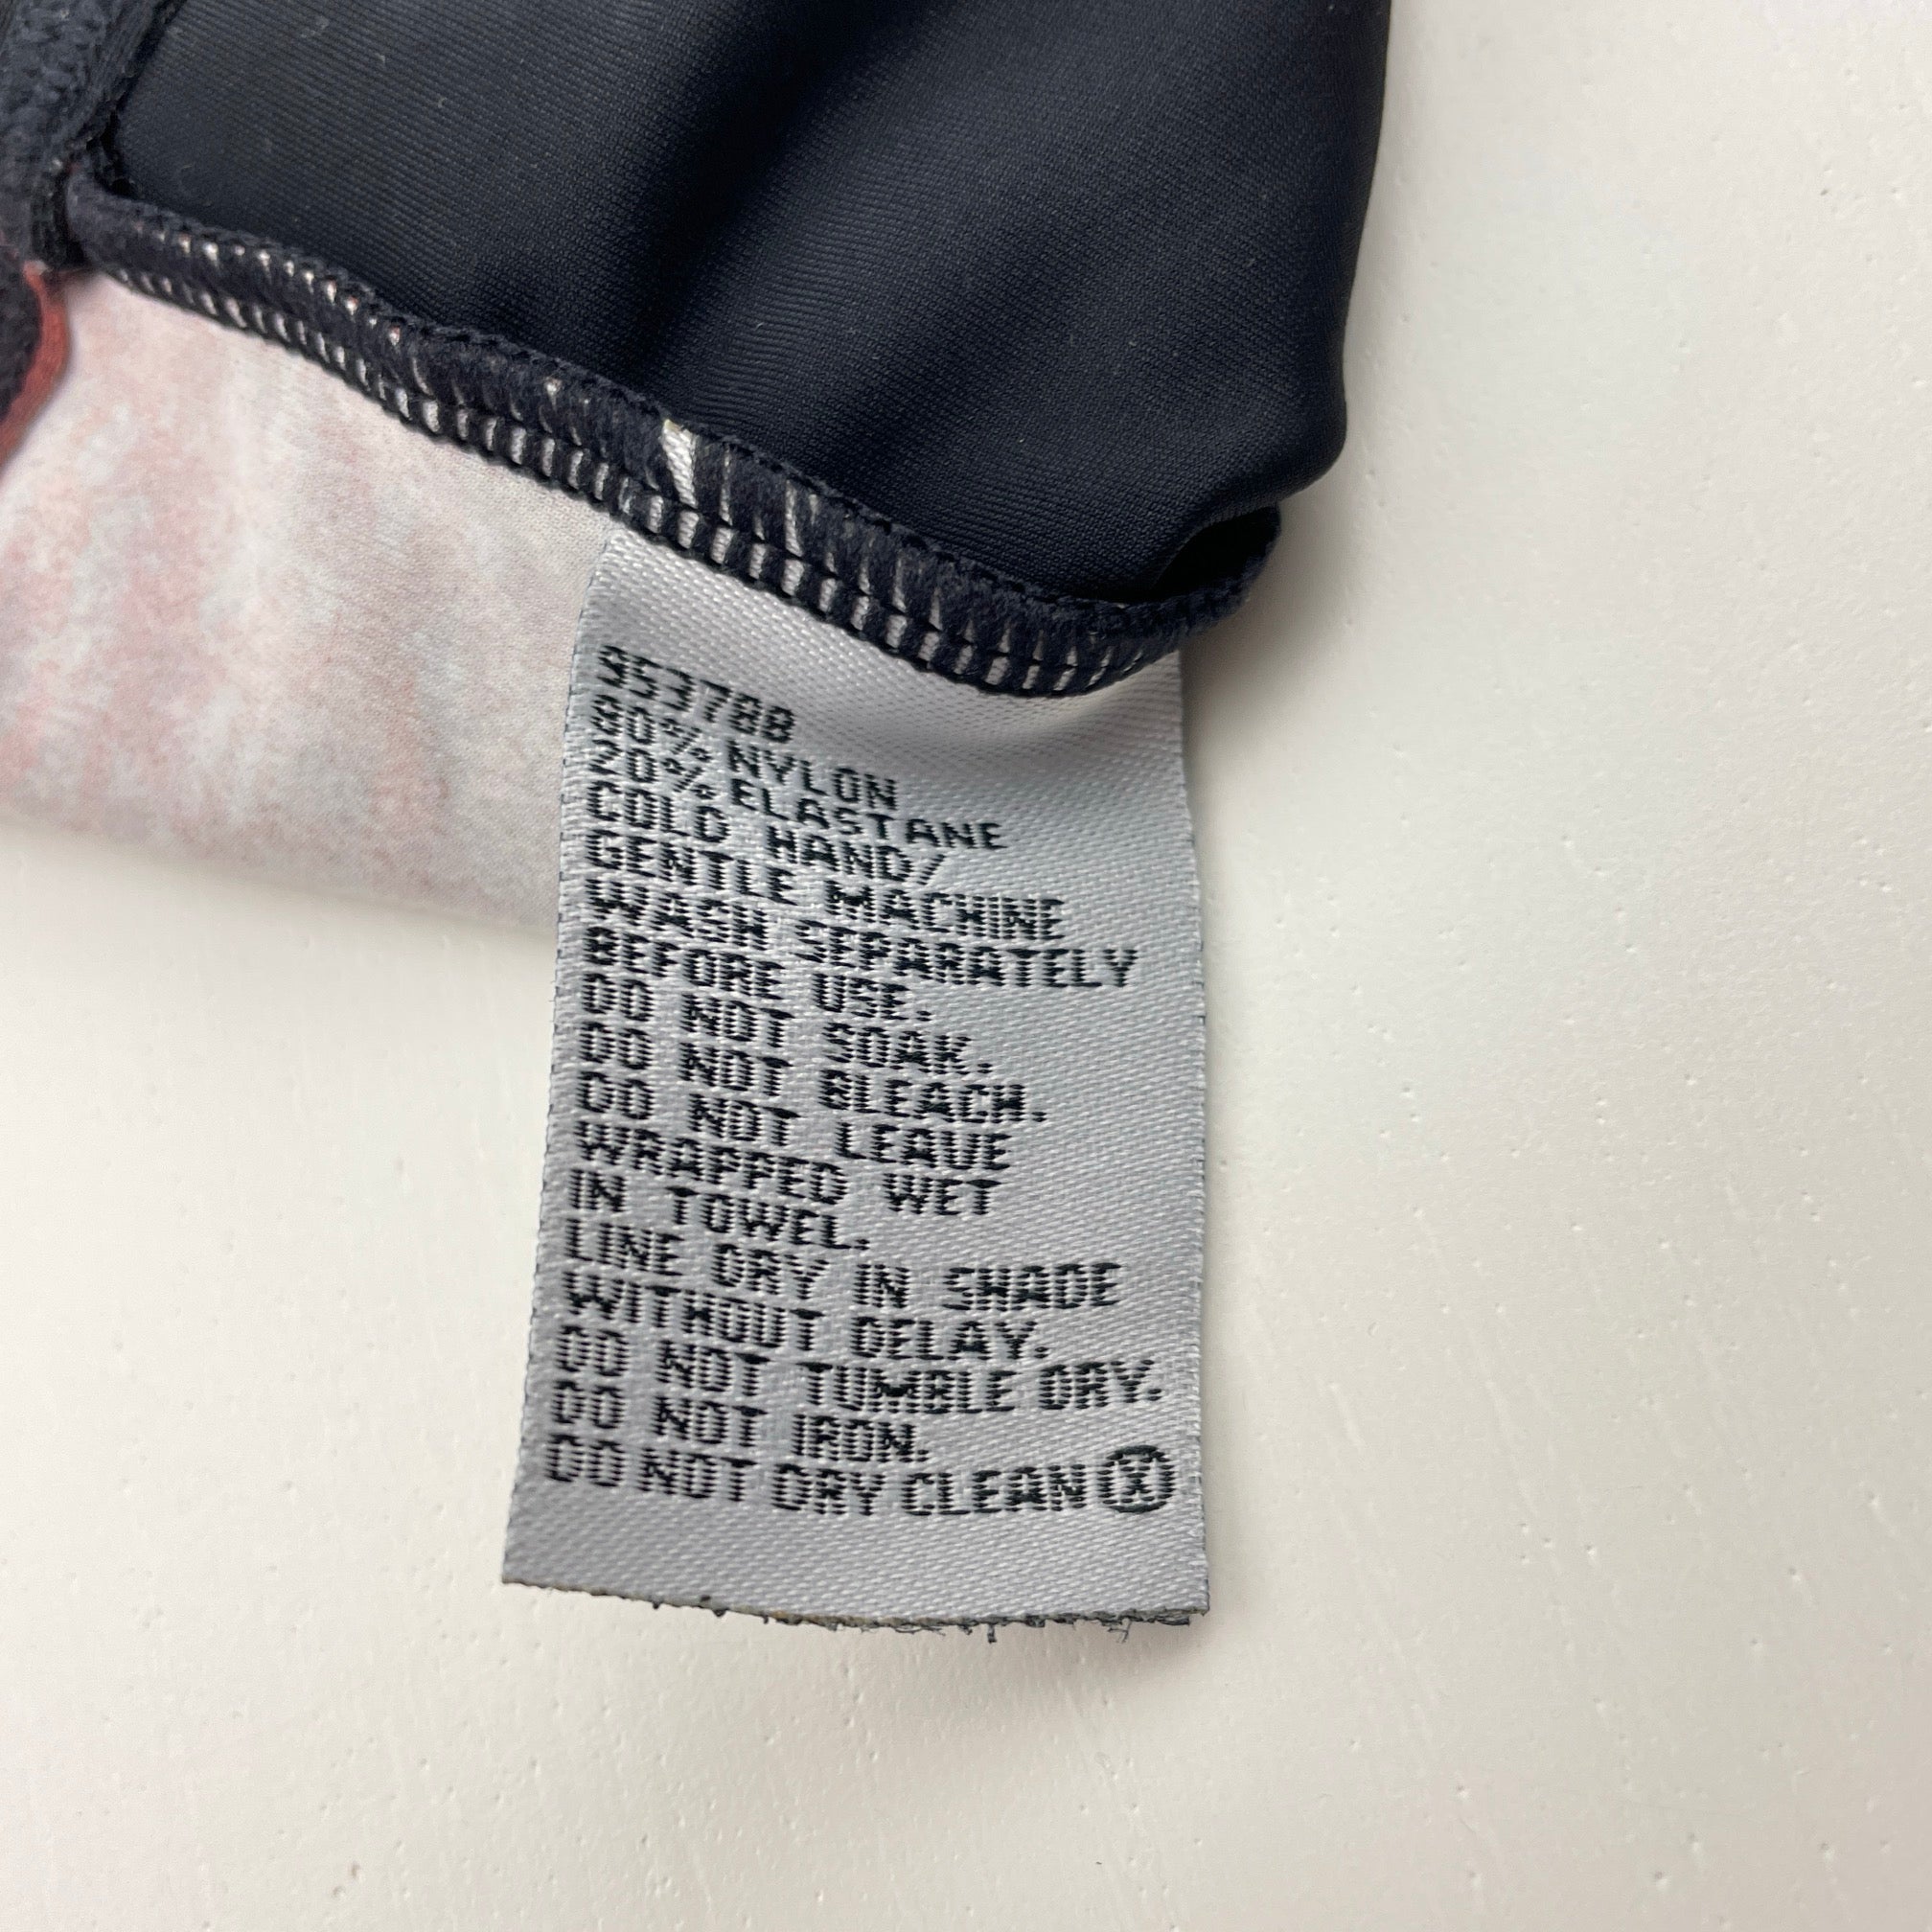 953788
80% NYLON
20% ELASTANE
COLD HAND/
GENTLE MACHINE
WASH SEPARATELY
BEFORE USE.
DO NOT SOAK.
DO NOT BLEACH.
DO NOT LEAVE
WRAPPED WET
IN TOWEL.
LINE DRY IN SHADE
WITHOUT DELAY.
DO NOT TUMBLE DRY.
DO NOT IRON.
DO NOT DRY CLEAN Ⓧ